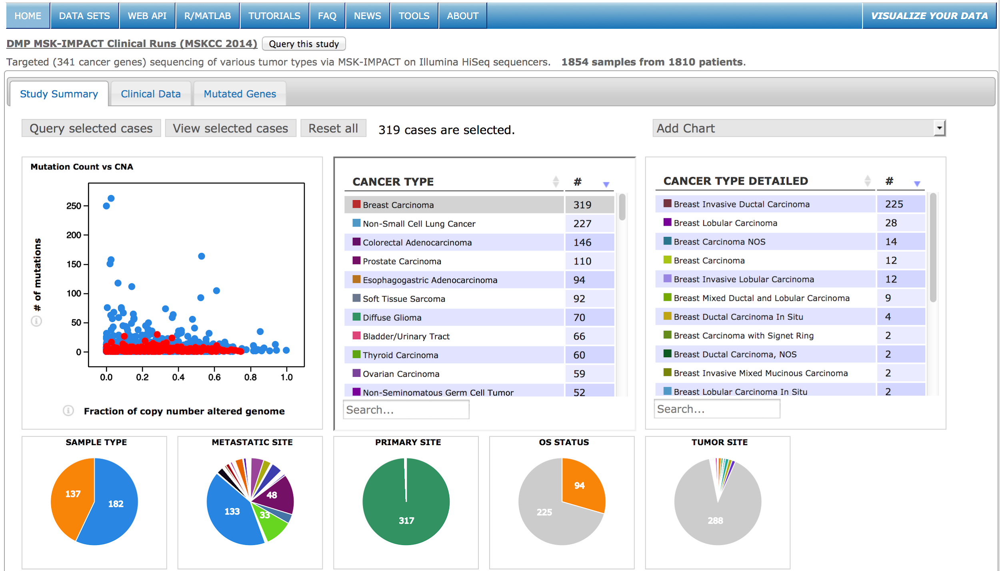 HOME DATA SETS WEB API R/MATLAB TUTORIALS FAQ NEWS TOOLS ABOUT VISUALIZE YOUR DATA
DMP MSK-IMPACT Clinical Runs (MSKCC 2014) Query this study
Targeted (341 cancer genes) sequencing of various tumor types via MSK-IMPACT on Illumina HiSeq sequencers. 1854 samples from 1810 patients.
Study Summary Clinical Data Mutated Genes
Query selected cases View selected cases Reset all 319 cases are selected. Add Chart
Mutation Count vs CNA
# of mutations
250
200
150
100
50
0
0.0 0.2 0.4 0.6 0.8 1.0
Fraction of copy number altered genome
CANCER TYPE #
Breast Carcinoma 319
Non-Small Cell Lung Cancer 227
Colorectal Adenocarcinoma 146
Prostate Carcinoma 110
Esophagogastric Adenocarcinoma 94
Soft Tissue Sarcoma 92
Diffuse Glioma 70
Bladder/Urinary Tract 66
Thyroid Carcinoma 60
Ovarian Carcinoma 59
Non-Seminomatous Germ Cell Tumor 52
Search...
CANCER TYPE DETAILED #
Breast Invasive Ductal Carcinoma 225
Breast Lobular Carcinoma 28
Breast Carcinoma NOS 14
Breast Carcinoma 12
Breast Invasive Lobular Carcinoma 12
Breast Mixed Ductal and Lobular Carcinoma 9
Breast Ductal Carcinoma In Situ 4
Breast Carcinoma with Signet Ring 2
Breast Ductal Carcinoma, NOS 2
Breast Invasive Mixed Mucinous Carcinoma 2
Breast Lobular Carcinoma In Situ 2
Search...
SAMPLE TYPE
137
182
METASTATIC SITE
48
133
33
PRIMARY SITE
317
OS STATUS
94
225
TUMOR SITE
288